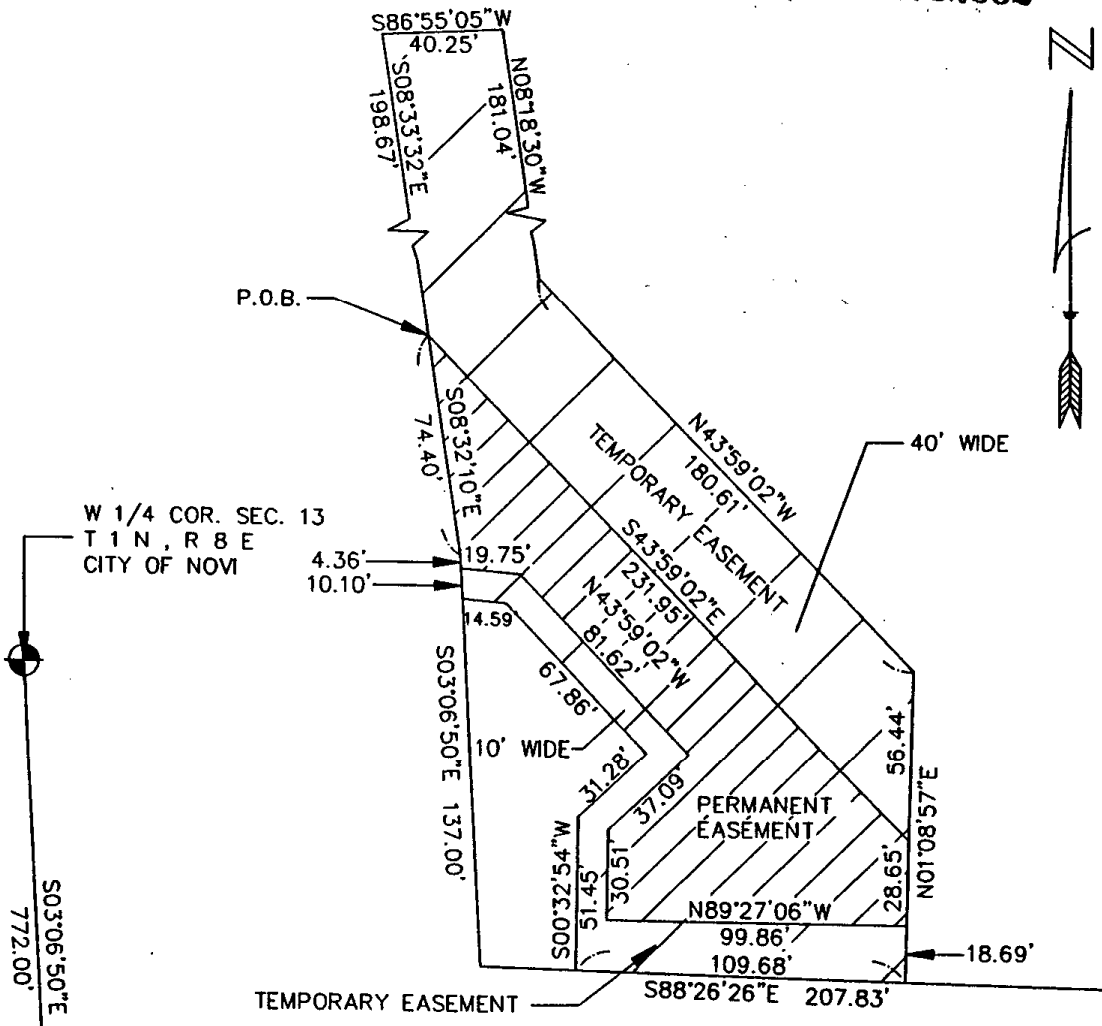 S86°55'05"W
40.25'
S08°33'32"E
198.67'
N08°18'30"W
181.04'
N
P.O.B.
S08°32'10"E
74.40'
N43°59'02"W
180.61'
TEMPORARY EASEMENT
40' WIDE
W 1/4 COR. SEC. 13
T 1 N , R 8 E
CITY OF NOVI
4.36'
10.10'
19.75'
14.59'
S43°59'02"E
231.95'
N43°59'02"W
81.62'
67.86'
10' WIDE
S03°06'50"E 137.00'
31.28'
37.09'
PERMANENT
EASEMENT
56.44'
N01°08'57"E
28.65'
S00°32'54"W
51.45'
30.51'
N89°27'06"W
99.86'
109.68'
18.69'
S88°26'26"E 207.83'
TEMPORARY EASEMENT
S03°06'50"E
772.00'